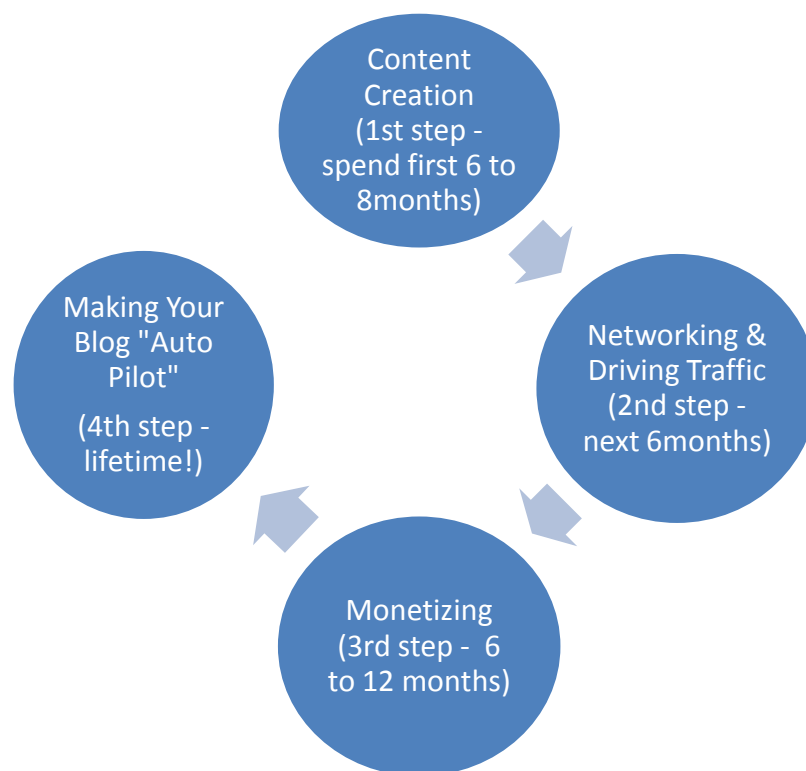 Content
Creation
(1st step -
spend first 6 to
8months)
Networking &
Driving Traffic
(2nd step -
next 6months)
Monetizing
(3rd step -  6
to 12 months)
Making Your
Blog "Auto
Pilot"
(4th step -
lifetime!)